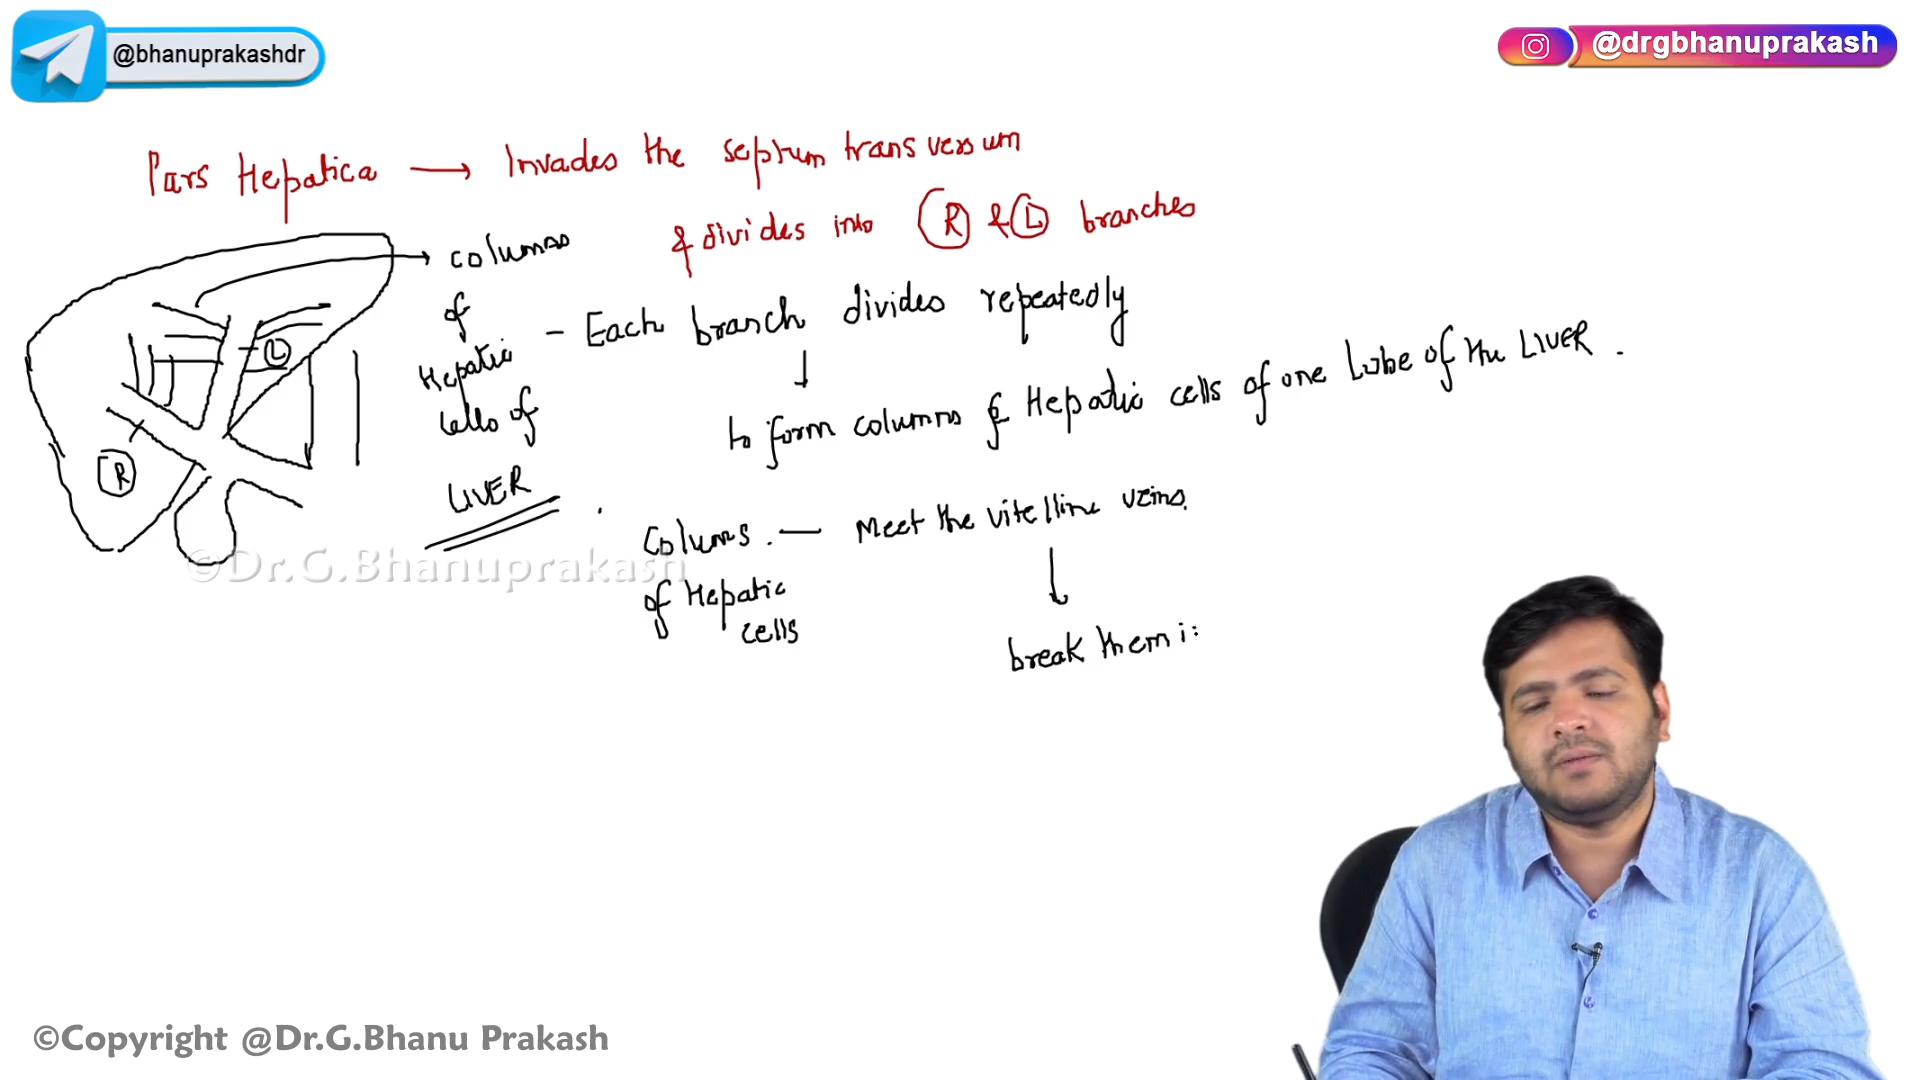 @bhanuprakashdr
@drgbhanuprakash
Pars Hepatica → Invades the septum transversum
& divides into R & L branches
columns
of
Hepatic
cells of
LIVER
- Each branch divides repeatedly
↓
to form columns of Hepatic cells of one Lobe of the LIVER .
L
R
Colums . — Meet the vitelline veins.
of Hepatic
cells
↓
break them i:
©Dr.G.Bhanuprakash
©Copyright @Dr.G.Bhanu Prakash